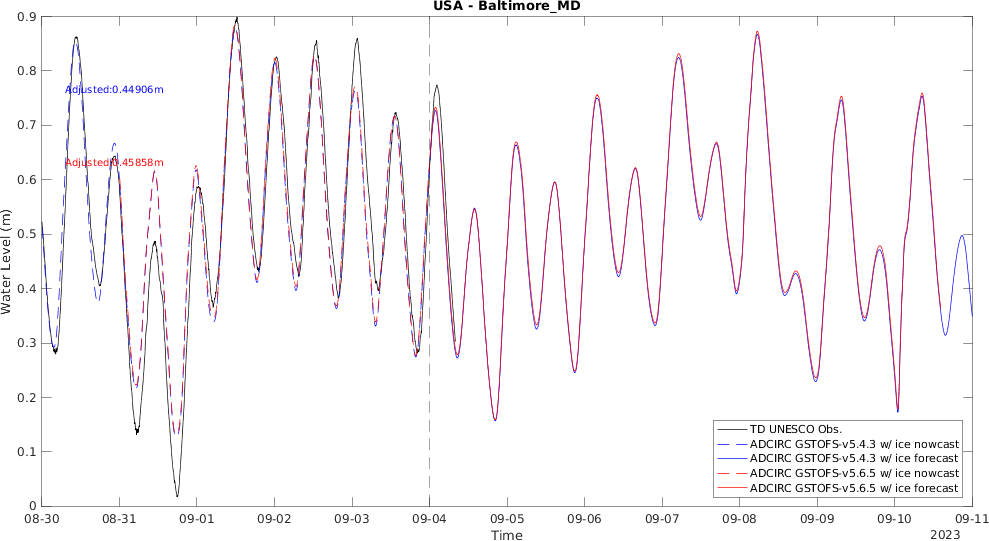 USA - Baltimore_MD
0.9
0.8
0.7
0.6
0.5
0.4
0.3
0.2
0.1
0
Water Level (m)
Adjusted:0.44906m
Adjusted:0.45858m
TD UNESCO Obs.
ADCIRC GSTOFS-v5.4.3 w/ ice nowcast
ADCIRC GSTOFS-v5.4.3 w/ ice forecast
ADCIRC GSTOFS-v5.6.5 w/ ice nowcast
ADCIRC GSTOFS-v5.6.5 w/ ice forecast
08-30 08-31 09-01 09-02 09-03 09-04 09-05 09-06 09-07 09-08 09-09 09-10 09-11
Time
2023